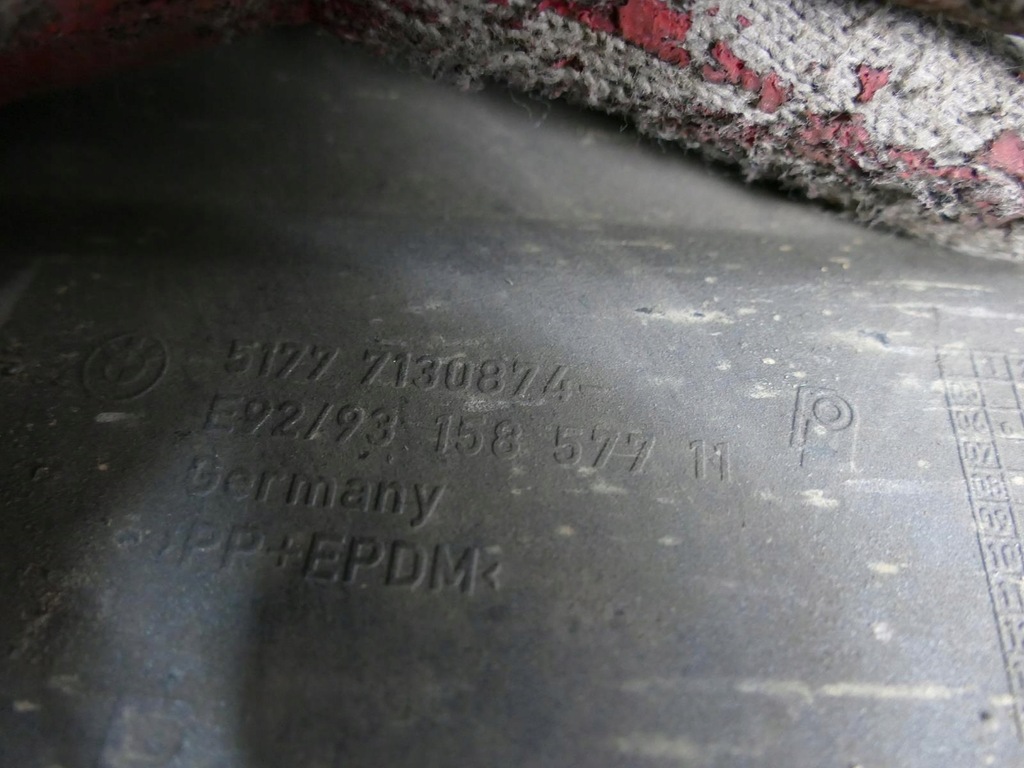 5177 7130874
E92/93 158 577 11
Germany
>PP+EPDM<